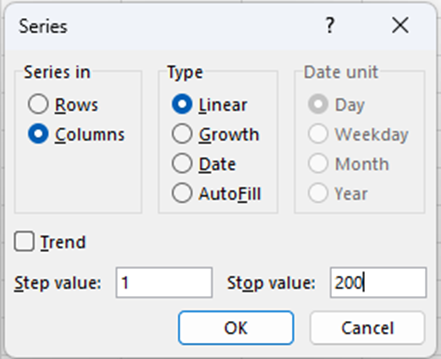 Series ?
Series in Type Date unit
Rows Linear Day
Columns Growth Weekday
Date Month
AutoFill Year
Trend
Step value: 1 Stop value: 200
OK Cancel